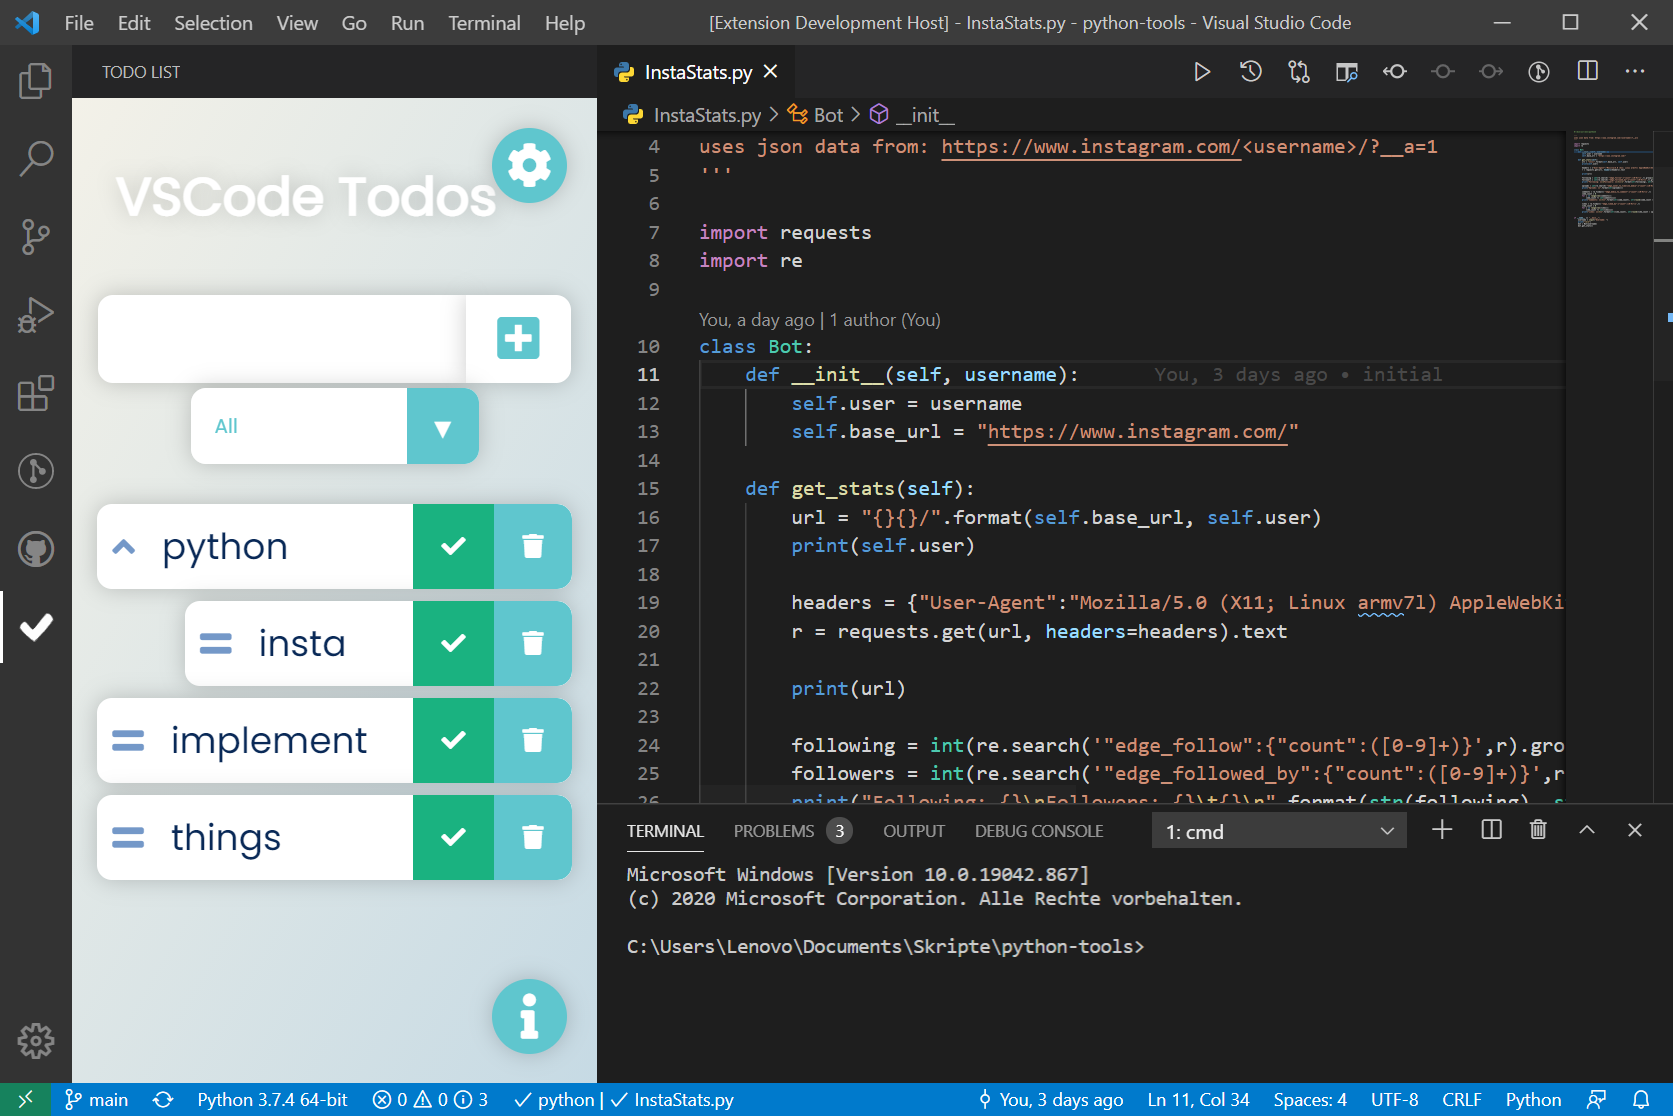 File Edit Selection View Go Run Terminal Help
[Extension Development Host] - InstaStats.py - python-tools - Visual Studio Code
TODO LIST
VSCode Todos
All
python
insta
implement
things
InstaStats.py
InstaStats.py > Bot > __init__
4 uses json data from: https://www.instagram.com/<username>/?__a=1
5 '''
6
7 import requests
8 import re
9
You, a day ago | 1 author (You)
10 class Bot:
11 def __init__(self, username): You, 3 days ago • initial
12 self.user = username
13 self.base_url = "https://www.instagram.com/"
14
15 def get_stats(self):
16 url = "{}{}/".format(self.base_url, self.user)
17 print(self.user)
18
19 headers = {"User-Agent":"Mozilla/5.0 (X11; Linux armv7l) AppleWebKi
20 r = requests.get(url, headers=headers).text
21
22 print(url)
23
24 following = int(re.search('"edge_follow":{"count":([0-9]+)}',r).gro
25 followers = int(re.search('"edge_followed_by":{"count":([0-9]+)}',r
26 print("Following: {}\nFollowers: {}\t{}\n".format(str(following), s
TERMINAL PROBLEMS 3 OUTPUT DEBUG CONSOLE 1: cmd
Microsoft Windows [Version 10.0.19042.867]
(c) 2020 Microsoft Corporation. Alle Rechte vorbehalten.
C:\Users\Lenovo\Documents\Skripte\python-tools>
main Python 3.7.4 64-bit 0 0 3 python | InstaStats.py You, 3 days ago Ln 11, Col 34 Spaces: 4 UTF-8 CRLF Python